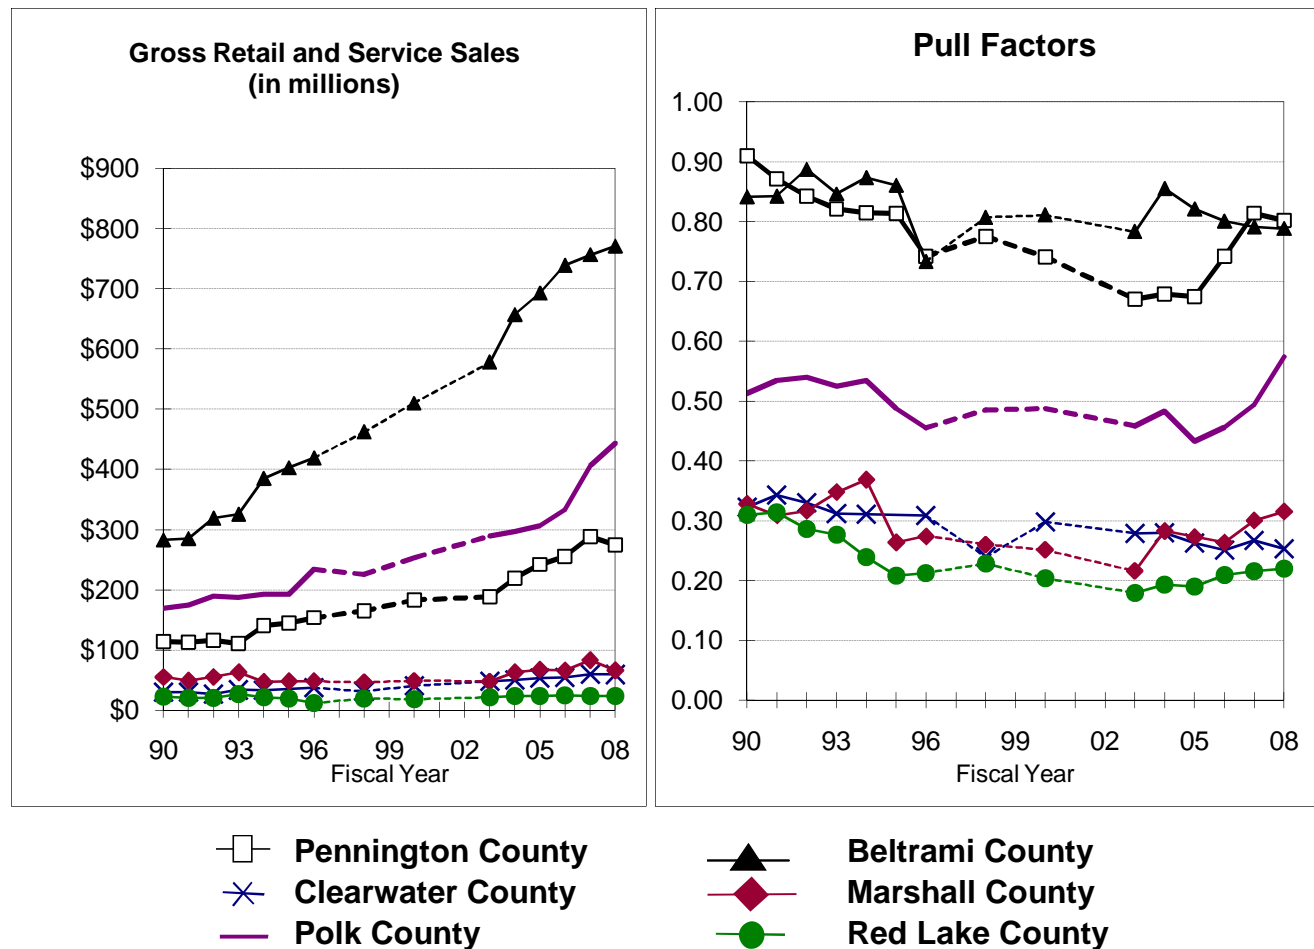 Gross Retail and Service Sales
(in millions)
$900
$800
$700
$600
$500
$400
$300
$200
$100
$0
90 93 96 99 02 05 08
Fiscal Year
Pull Factors
1.00
0.90
0.80
0.70
0.60
0.50
0.40
0.30
0.20
0.10
0.00
90 93 96 99 02 05 08
Fiscal Year
Pennington County
Beltrami County
Clearwater County
Marshall County
Polk County
Red Lake County